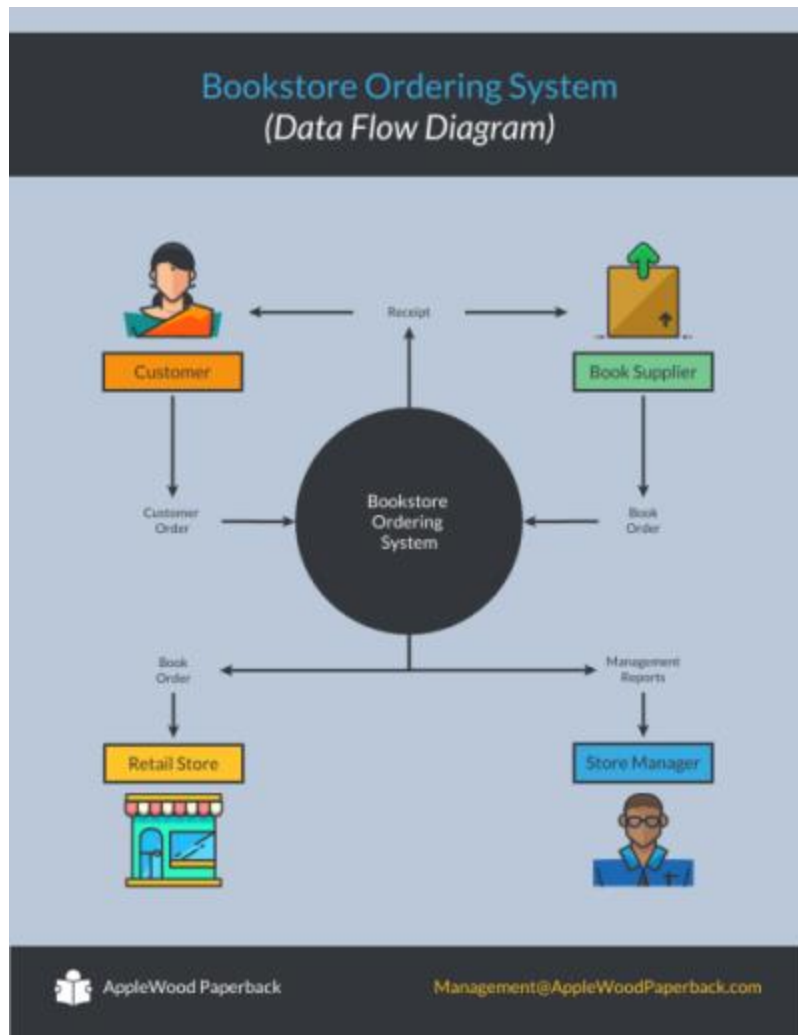 Bookstore Ordering System
(Data Flow Diagram)
Receipt
Customer
Book Supplier
Customer
Order
Bookstore
Ordering
System
Book
Order
Book
Order
Management
Reports
Retail Store
Store Manager
AppleWood Paperback
Management@AppleWoodPaperback.com